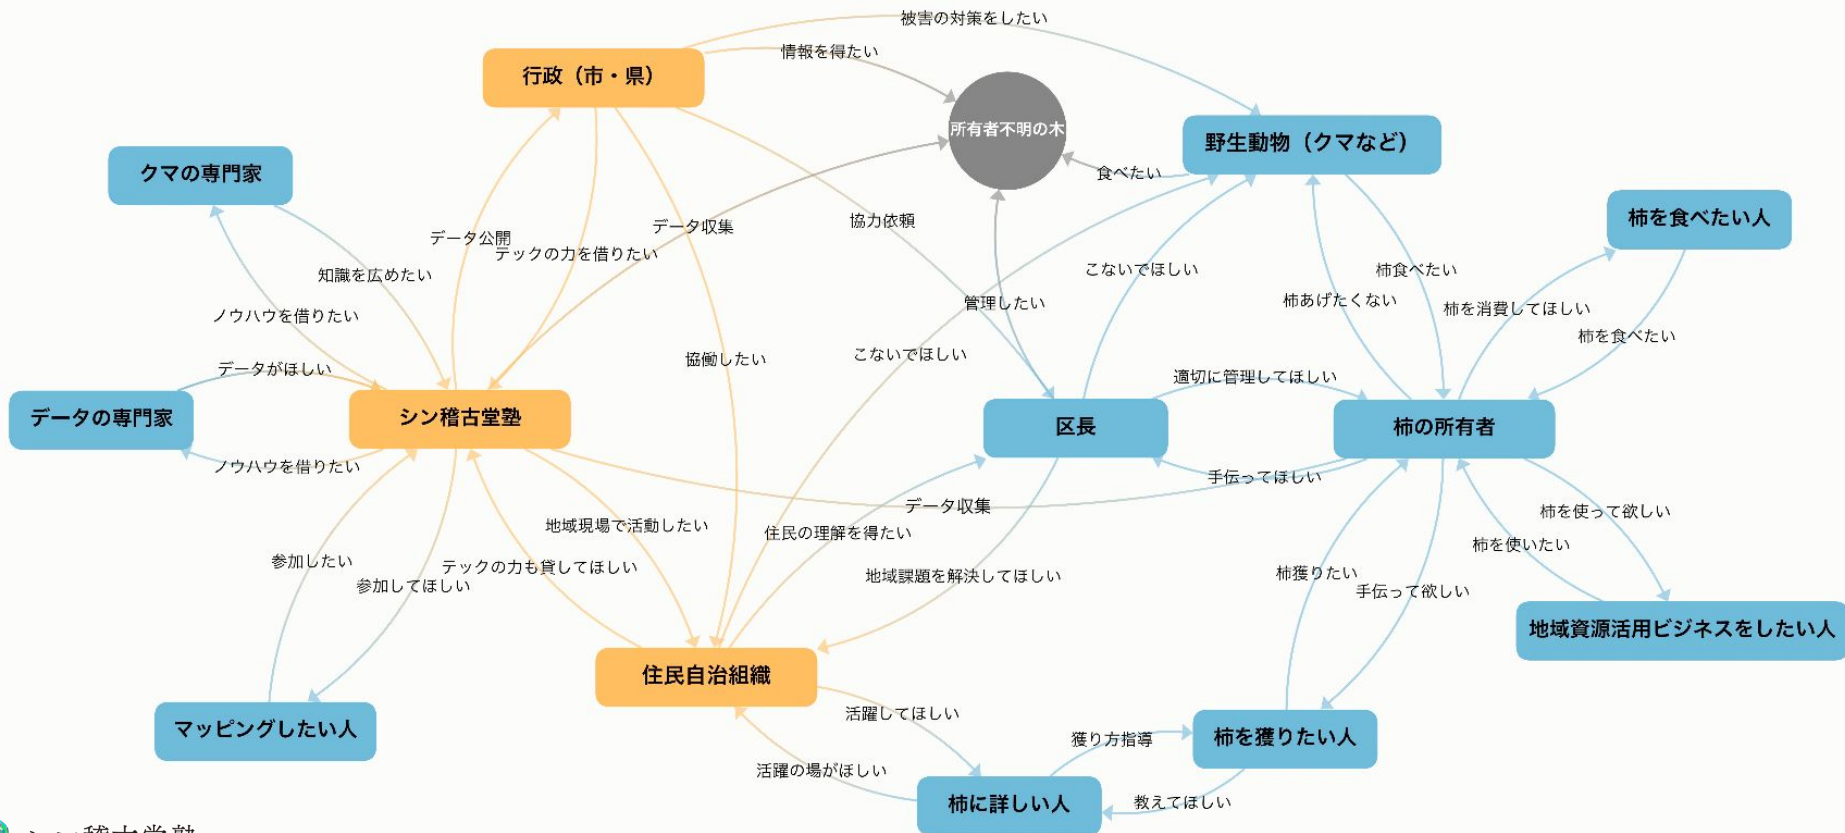 被害の対策をしたい
情報を得たい
行政（市・県）
所有者不明の木
野生動物（クマなど）
クマの専門家
食べたい
柿を食べたい人
データ収集
協力依頼
データ公開
テックの力を借りたい
知識を広めたい
こないでほしい
柿食べたい
柿あげたくない
管理したい
柿を消費してほしい
ノウハウを借りたい
柿を食べたい
協働したい
こないでほしい
データがほしい
適切に管理してほしい
データの専門家
シン稽古堂塾
区長
柿の所有者
ノウハウを借りたい
手伝ってほしい
データ収集
柿を使って欲しい
地域現場で活動したい
住民の理解を得たい
柿を使いたい
参加したい
テックの力も貸してほしい
地域課題を解決してほしい
柿獲りたい
参加してほしい
手伝って欲しい
地域資源活用ビジネスをしたい人
住民自治組織
マッピングしたい人
活躍してほしい
獲り方指導
柿を獲りたい人
活躍の場がほしい
柿に詳しい人
教えてほしい
シン稽古堂塾